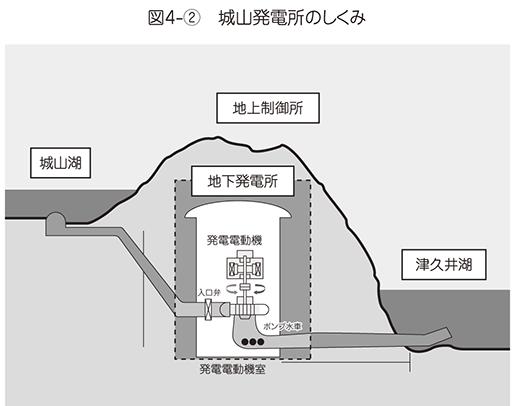 図4-② 城山発電所のしくみ
地上制御所
城山湖
地下発電所
発電電動機
津久井湖
入口弁
ポンプ水車
発電電動機室